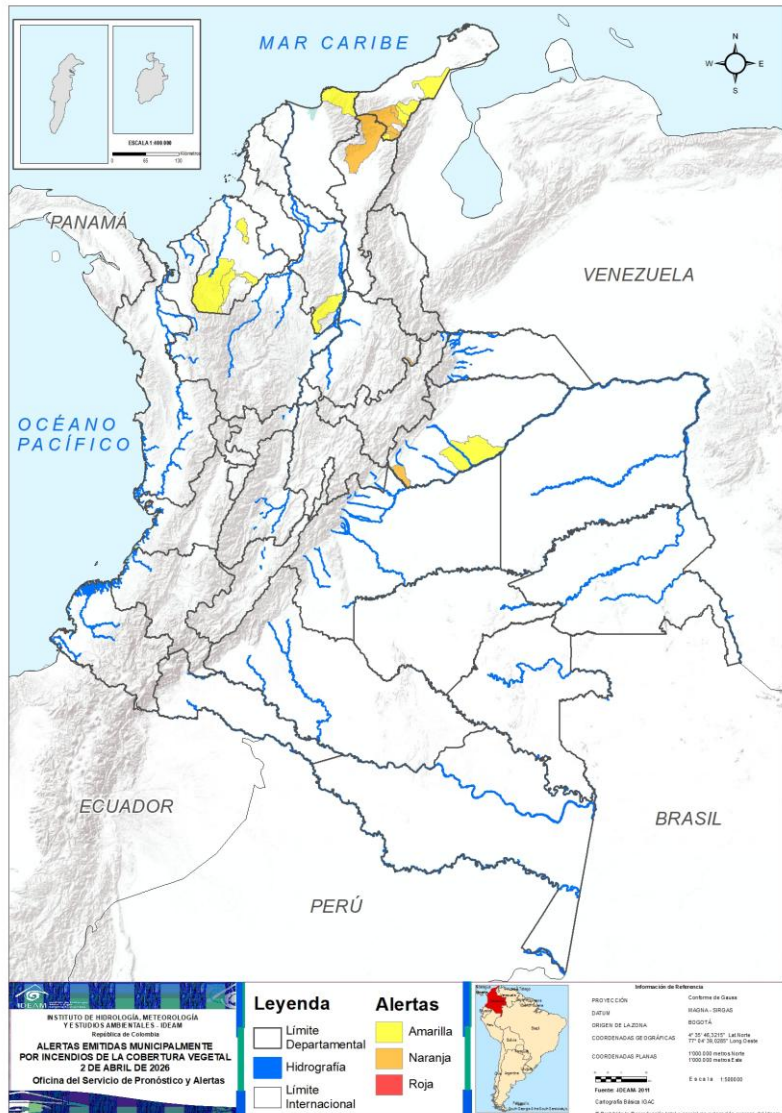 MAR CARIBE
N
W
E
S
ESCALA 1:400.000
PANAMÁ
VENEZUELA
OCÉANO
PACÍFICO
ECUADOR
BRASIL
PERÚ
IDEAM
INSTITUTO DE HIDROLOGÍA, METEOROLOGÍA
Y ESTUDIOS AMBIENTALES - IDEAM
República de Colombia
ALERTAS EMITIDAS MUNICIPALMENTE
POR INCENDIOS DE LA COBERTURA VEGETAL
2 DE ABRIL DE 2026
Oficina del Servicio de Pronóstico y Alertas
Leyenda
Límite
Departamental
Hidrografía
Límite
Internacional
Alertas
Amarilla
Naranja
Roja
Información de Referencia
PROYECCIÓN Conforme de Gauss
DATUM MAGNA - SIRGAS
ORIGEN DE LA ZONA BOGOTÁ
COORDENADAS GEOGRÁFICAS
COORDENADAS PLANAS 1'000.000 metros Norte
1'000.000 metros Este
Escala 1:500000
Fuente: IDEAM 2011
Cartografía Básica IGAC